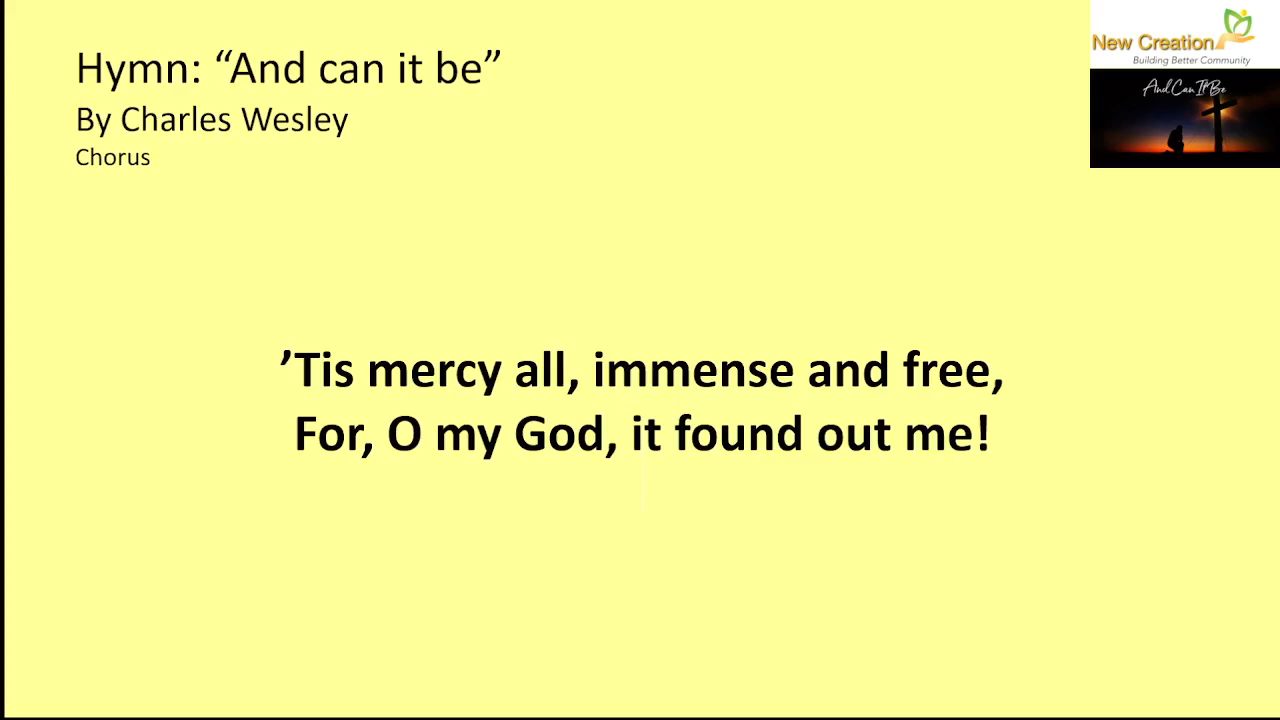 Hymn: “And can it be”
By Charles Wesley
Chorus
New Creation
Building Better Community
And Can It Be
’Tis mercy all, immense and free,
For, O my God, it found out me!